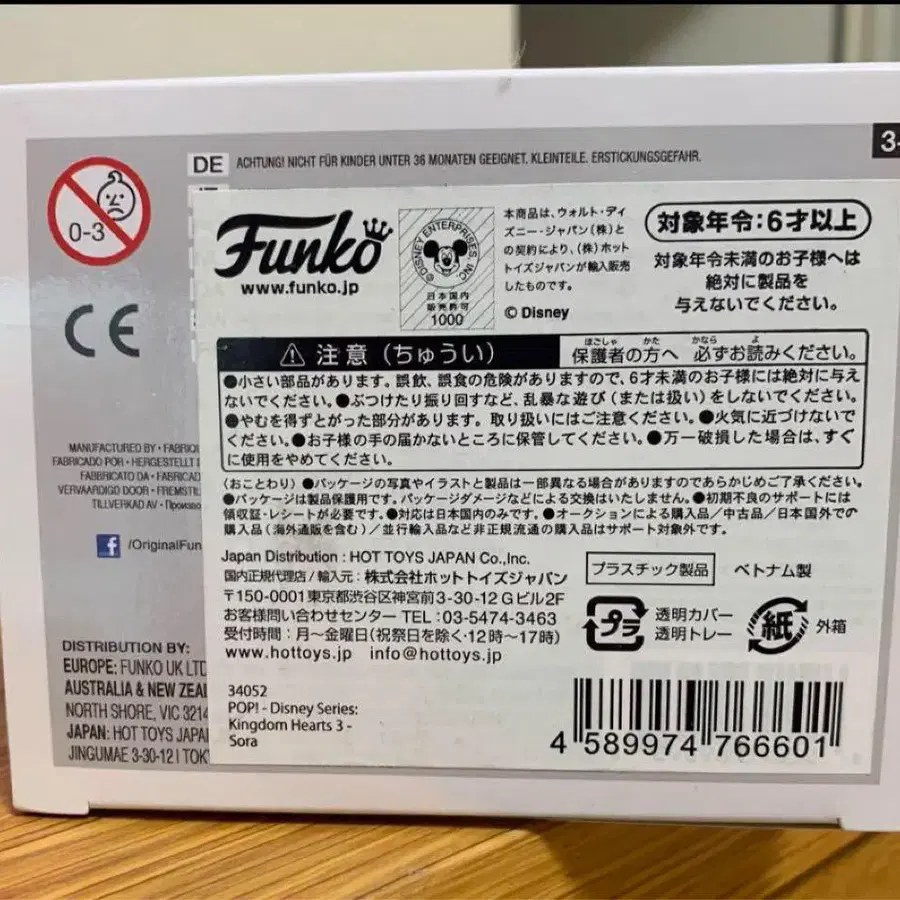 DE ACHTUNG! NICHT FÜR KINDER UNTER 36 MONATEN GEEIGNET. KLEINTEILE. ERSTICKUNGSGEFAHR.
3-
0-3
CE
MANUFACTURED BY • FABRIQ
FABRICADO POR • HERGESTELLT
FABBRICATO DA • FABRICAD
VERVAARDIGD DOOR • FREMSTIL
TILLVERKAD AV • Произво
/OriginalFun
DISTRIBUTION BY:
EUROPE: FUNKO UK LTD
AUSTRALIA & NEW ZEAL
NORTH SHORE, VIC 3214
JAPAN: HOT TOYS JAPA
JINGUMAE 3-30-12 I TOK
Funko
www.funko.jp
©DISNEY ENTERPRISES, INC.
日本国内
販売許可
1000
本商品は、ウォルト・ディ
ズニー・ジャパン(株)と
の契約により、(株)ホット
トイズジャパンが輸入販売
したものです。
© Disney
対象年令:6才以上
対象年令未満のお子様へは
絶対に製品を
与えないでください。
⚠ 注意(ちゅうい)
保護者の方へ 必ずお読みください。
ほごしゃ かた かなら よ
●小さい部品があります。誤飲、誤食の危険がありますので、6才未満のお子様には絶対に与え
ないでください。●ぶつけたり振り回すなど、乱暴な遊び(または扱い)をしないでください。
●やむを得ずとがった部分があります。取り扱いにはご注意ください。●火気に近づけないで
ください。●お子様の手の届かないところに保管してください。●万一破損した場合は、すぐ
に使用をやめてください。
(おことわり)●パッケージの写真やイラストと製品は一部異なる場合がありますのであらかじめご了承ください。
●パッケージは製品保護用です。パッケージダメージなどによる交換はいたしません。●初期不良のサポートには
領収証・レシートが必要です。●対応は日本国内のみです。●オークションによる購入品/中古品/日本国外での
購入品(海外通販を含む)/並行輸入品など非正規流通の購入品はサポート対象外です。
Japan Distribution : HOT TOYS JAPAN Co.,Inc.
国内正規代理店/輸入元:株式会社ホットトイズジャパン
〒150-0001東京都渋谷区神宮前3-30-12Gビル2F
お客様問い合わせセンター TEL:03-5474-3463
受付時間:月〜金曜日(祝祭日を除く・12時〜17時)
www.hottoys.jp info@hottoys.jp
プラスチック製品 ベトナム製
プラ 透明カバー
透明トレー
紙 外箱
34052
POP! - Disney Series:
Kingdom Hearts 3 -
Sora
4 589974 766601